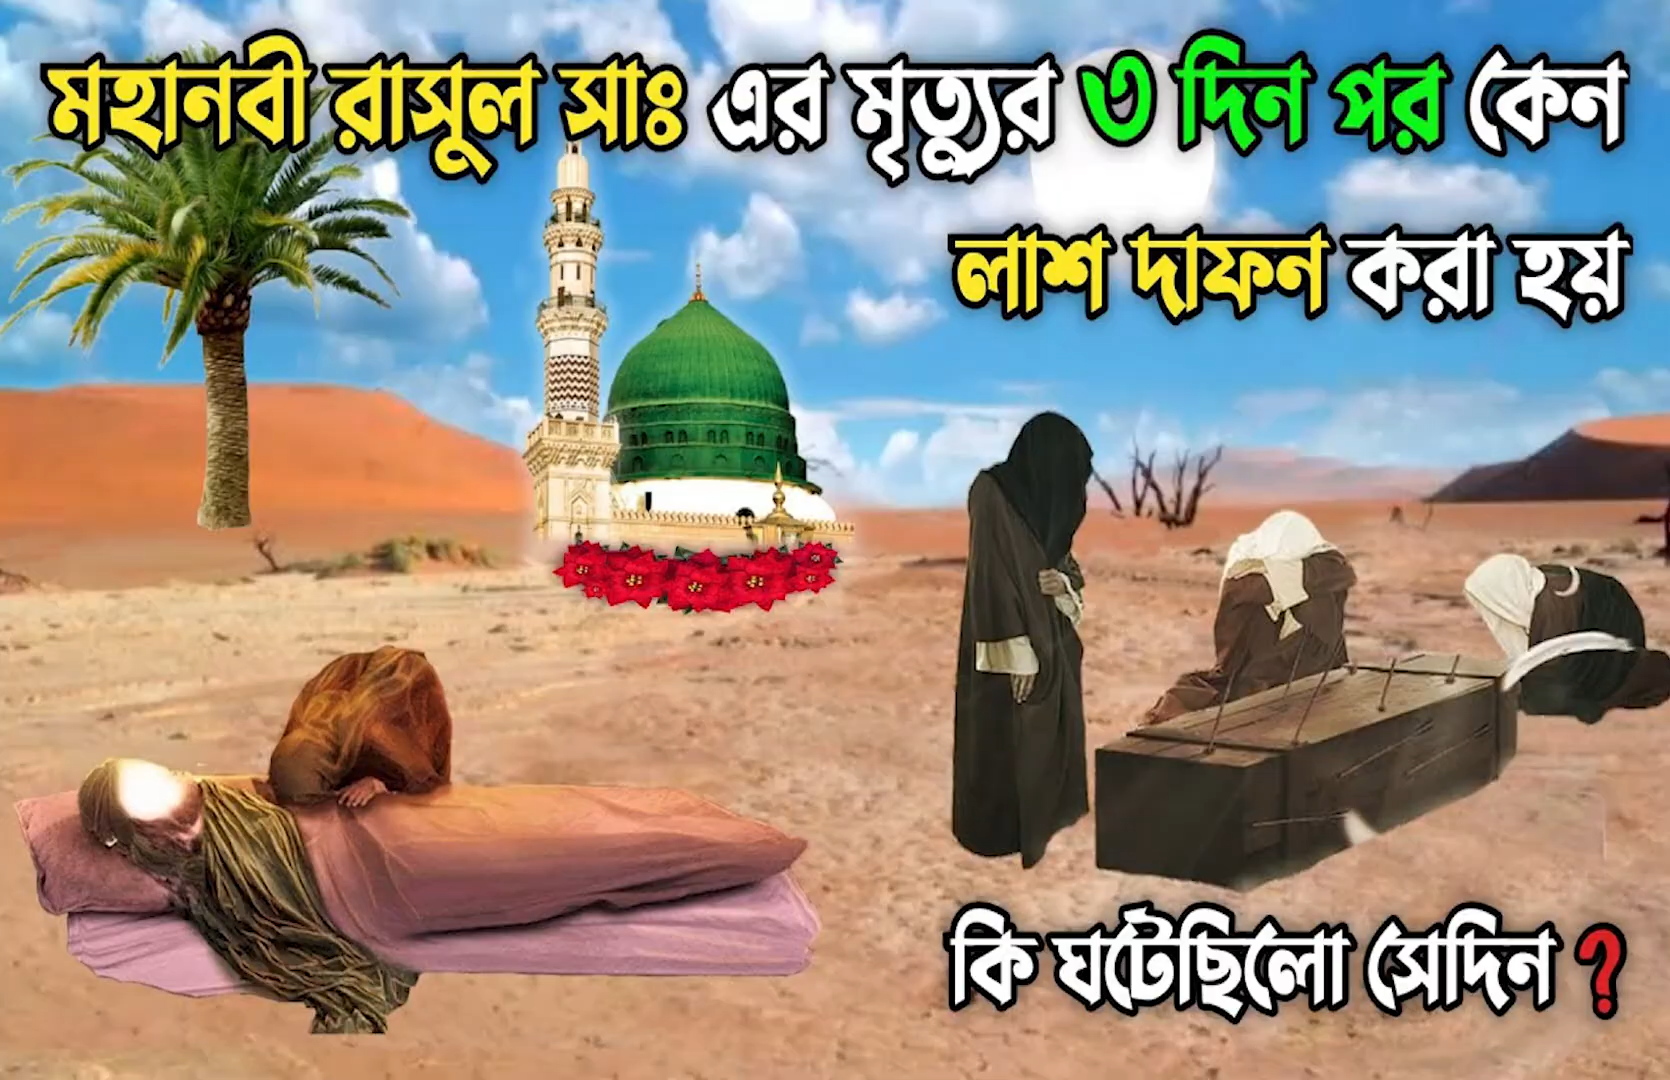 মহানবী রাসুল সাঃ এর মৃত্যুর ৩ দিন পর কেন
লাশ দাফন করা হয়
কি ঘটেছিলো সেদিন ?